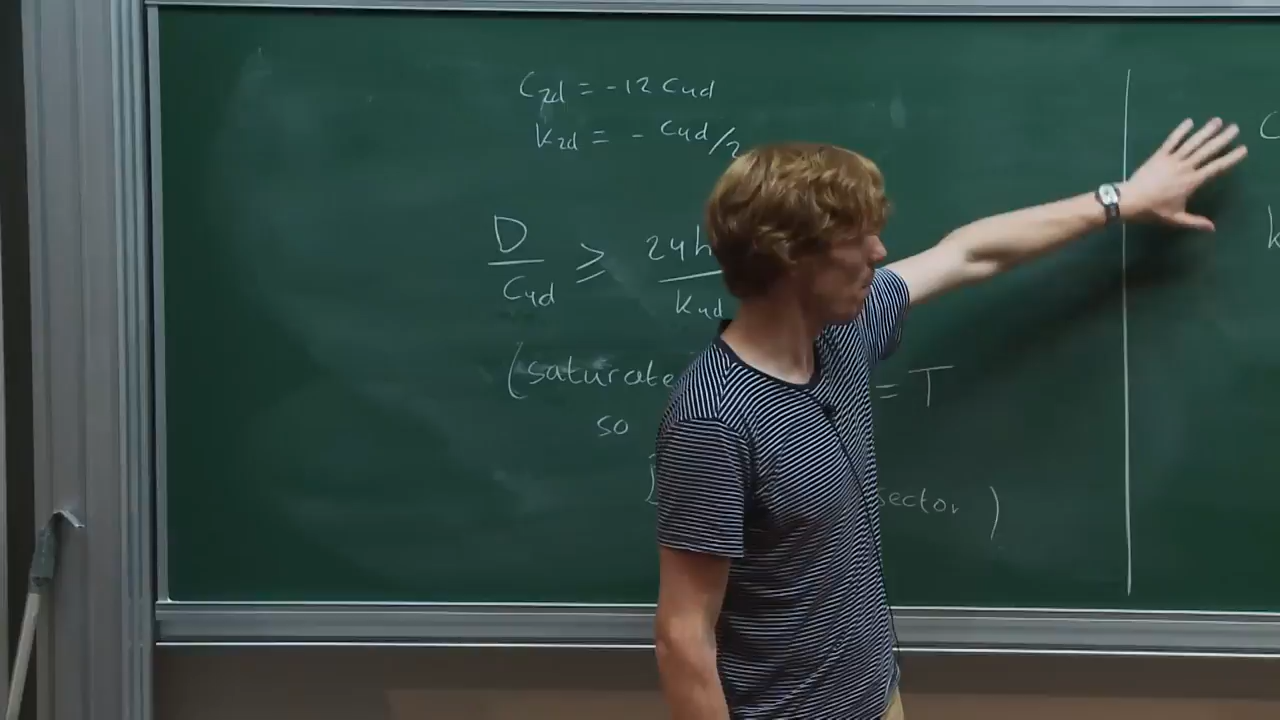 C2d = -12 C4d
k2d = - C4d/2
D/C4d ≥ 24h/k4d
(saturate = T
so
sector )